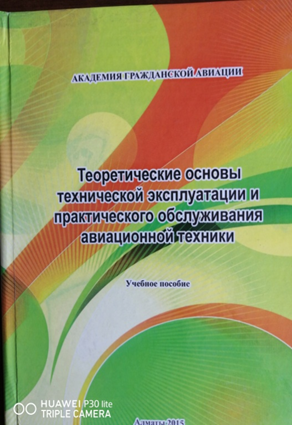 АКАДЕМИЯ ГРАЖДАНСКОЙ АВИАЦИИ
Теоретические основы
технической эксплуатации и
практического обслуживания
авиационной техники
Учебное пособие
Алматы-2015
HUAWEI P30 lite
TRIPLE CAMERA